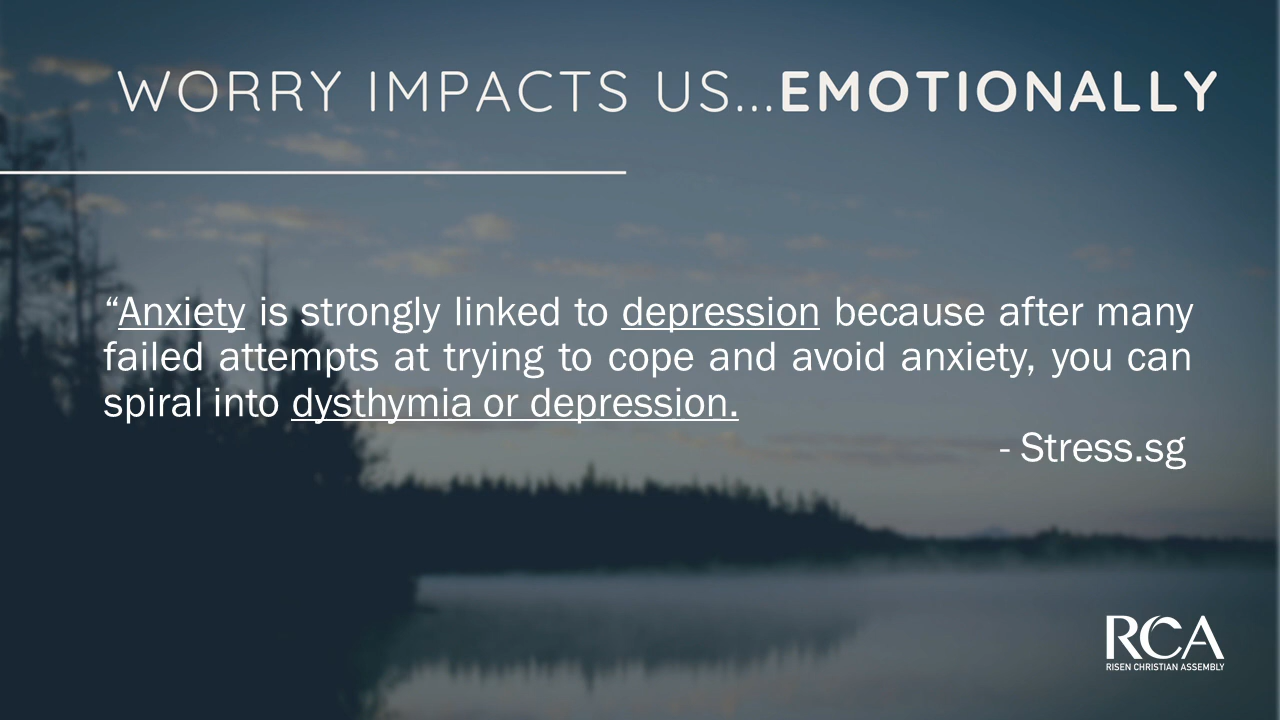 WORRY IMPACTS US...EMOTIONALLY
“Anxiety is strongly linked to depression because after many
failed attempts at trying to cope and avoid anxiety, you can
spiral into dysthymia or depression.
- Stress.sg
RCA
RISEN CHRISTIAN ASSEMBLY